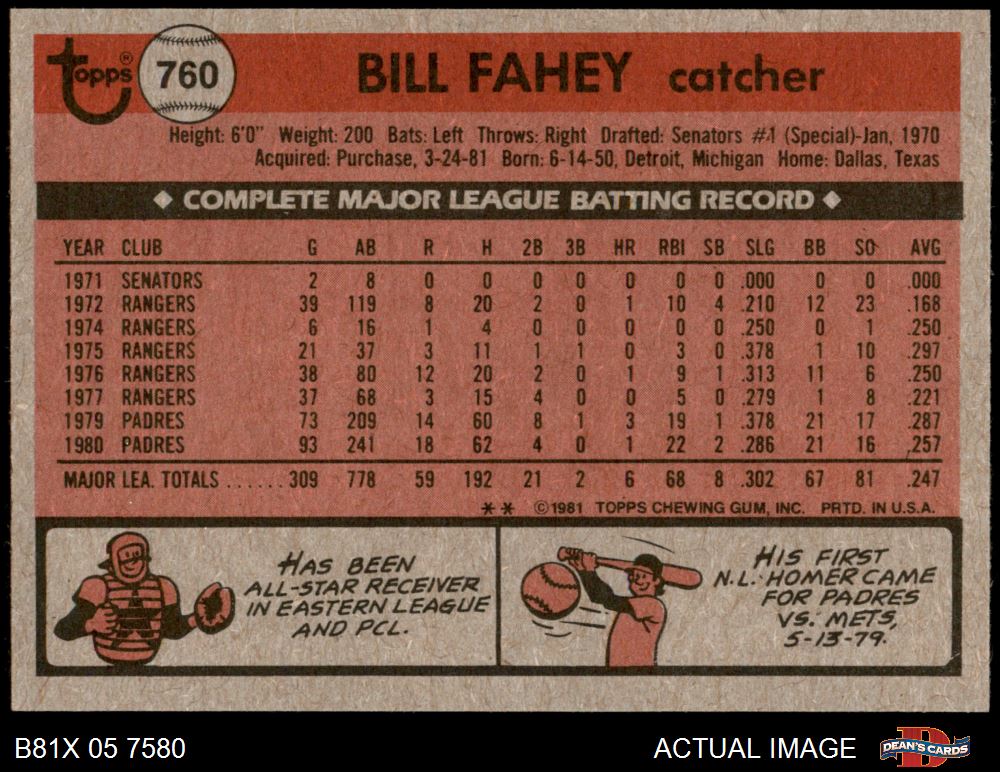 Topps®
760
BILL FAHEY catcher
Height: 6'0" Weight: 200 Bats: Left Throws: Right Drafted: Senators #1 (Special)-Jan, 1970
Acquired: Purchase, 3-24-81 Born: 6-14-50, Detroit, Michigan Home: Dallas, Texas
◆ COMPLETE MAJOR LEAGUE BATTING RECORD ◆
YEAR CLUB G AB R H 2B 3B HR RBI SB SLG BB SO AVG
1971 SENATORS 2 8 0 0 0 0 0 0 0 .000 0 0 .000
1972 RANGERS 39 119 8 20 2 0 1 10 4 .210 12 23 .168
1974 RANGERS 6 16 1 4 0 0 0 0 0 .250 0 1 .250
1975 RANGERS 21 37 3 11 1 1 0 3 0 .378 1 10 .297
1976 RANGERS 38 80 12 20 2 0 1 9 1 .313 11 6 .250
1977 RANGERS 37 68 3 15 4 0 0 5 0 .279 1 8 .221
1979 PADRES 73 209 14 60 8 1 3 19 1 .378 21 17 .287
1980 PADRES 93 241 18 62 4 0 1 22 2 .286 21 16 .257
MAJOR LEA. TOTALS ...... 309 778 59 192 21 2 6 68 8 .302 67 81 .247
** ©1981 TOPPS CHEWING GUM, INC. PRTD. IN U.S.A.
HAS BEEN
ALL-STAR RECEIVER
IN EASTERN LEAGUE
AND PCL.
HIS FIRST
N.L. HOMER CAME
FOR PADRES
VS. METS,
5-13-79.
B81X 05 7580
ACTUAL IMAGE
DEAN'S CARDS